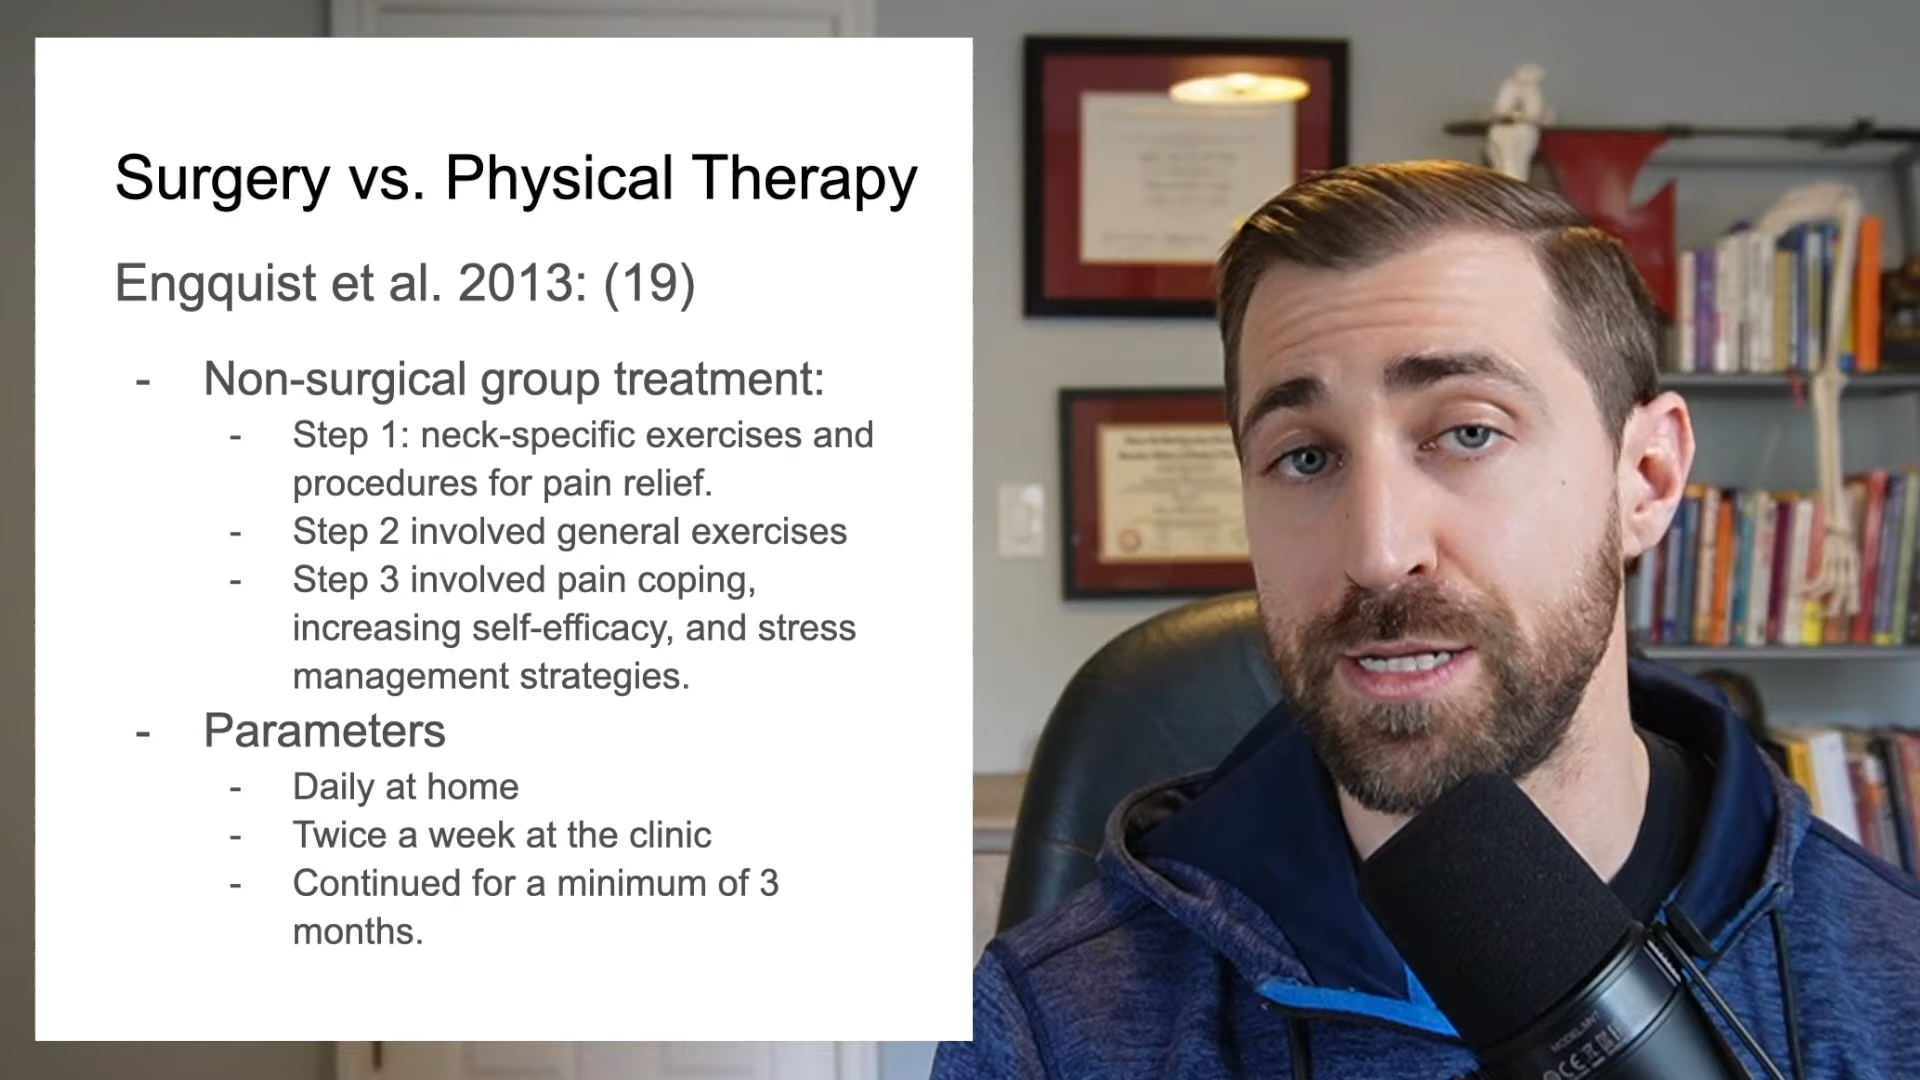 Surgery vs. Physical Therapy
Engquist et al. 2013: (19)
- Non-surgical group treatment:
- Step 1: neck-specific exercises and
procedures for pain relief.
- Step 2 involved general exercises
- Step 3 involved pain coping,
increasing self-efficacy, and stress
management strategies.
- Parameters
- Daily at home
- Twice a week at the clinic
- Continued for a minimum of 3
months.